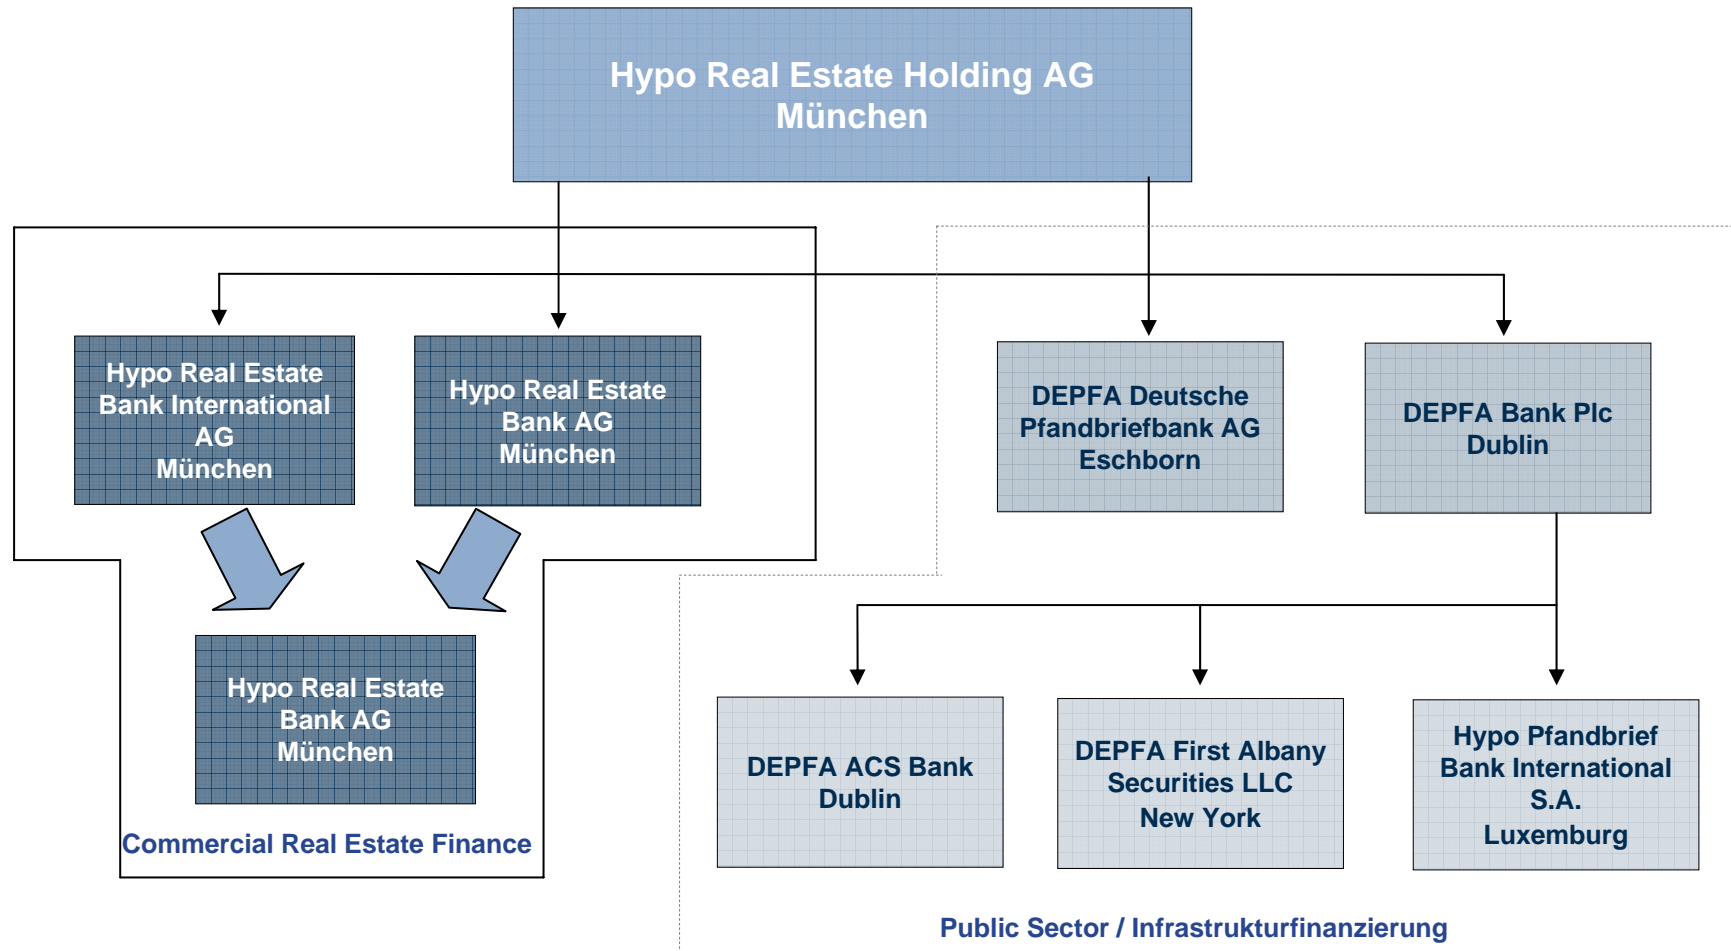 Hypo Real Estate Holding AG
München
Hypo Real Estate
Bank International
AG
München
Hypo Real Estate
Bank AG
München
DEPFA Deutsche
Pfandbriefbank AG
Eschborn
DEPFA Bank Plc
Dublin
Hypo Real Estate
Bank AG
München
Commercial Real Estate Finance
DEPFA ACS Bank
Dublin
DEPFA First Albany
Securities LLC
New York
Hypo Pfandbrief
Bank International
S.A.
Luxemburg
Public Sector / Infrastrukturfinanzierung